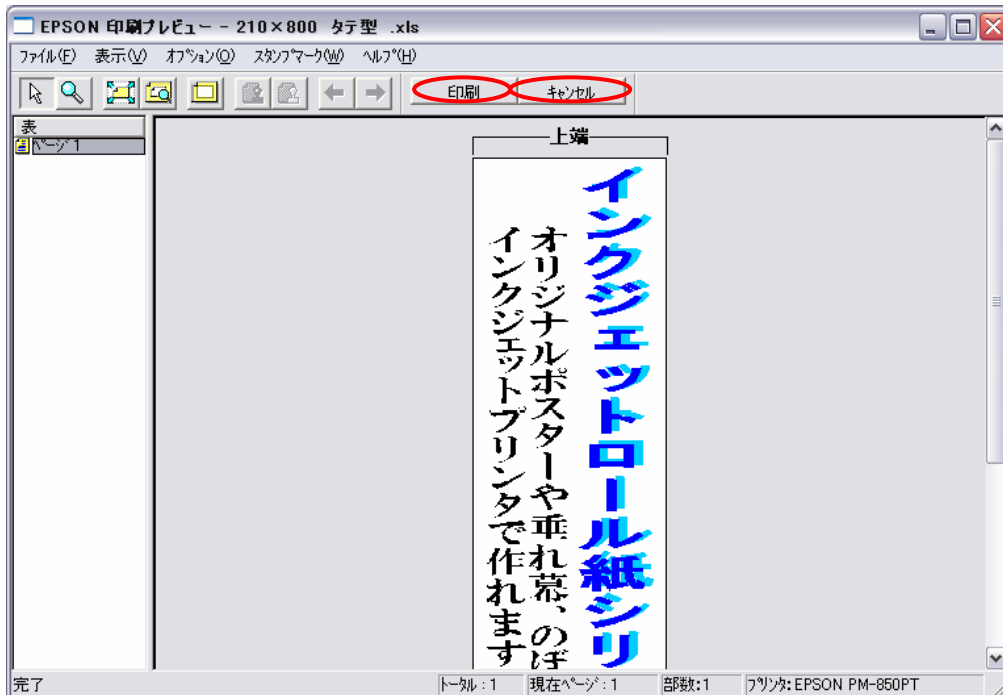 EPSON 印刷プレビュー - 210×800 タテ型 .xls
ファイル(F) 表示(V) オプション(O) スタンプマーク(W) ヘルプ(H)
印刷 キャンセル
表
ページ 1
上端
インクジェットロール紙シリ
オリジナルポスターや垂れ幕、のぼ
インクジェットプリンタで作れます
完了
トータル : 1 現在ページ : 1 部数:1 プリンタ: EPSON PM-850PT